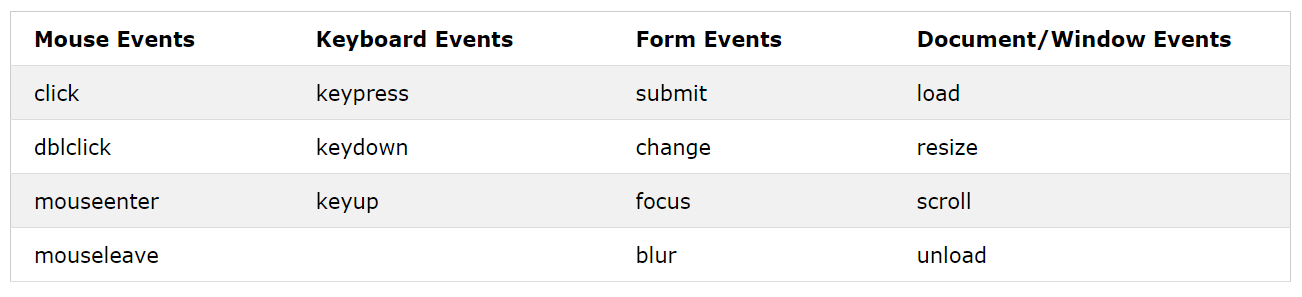 Mouse Events Keyboard Events Form Events Document/Window Events
click keypress submit load
dblclick keydown change resize
mouseenter keyup focus scroll
mouseleave blur unload